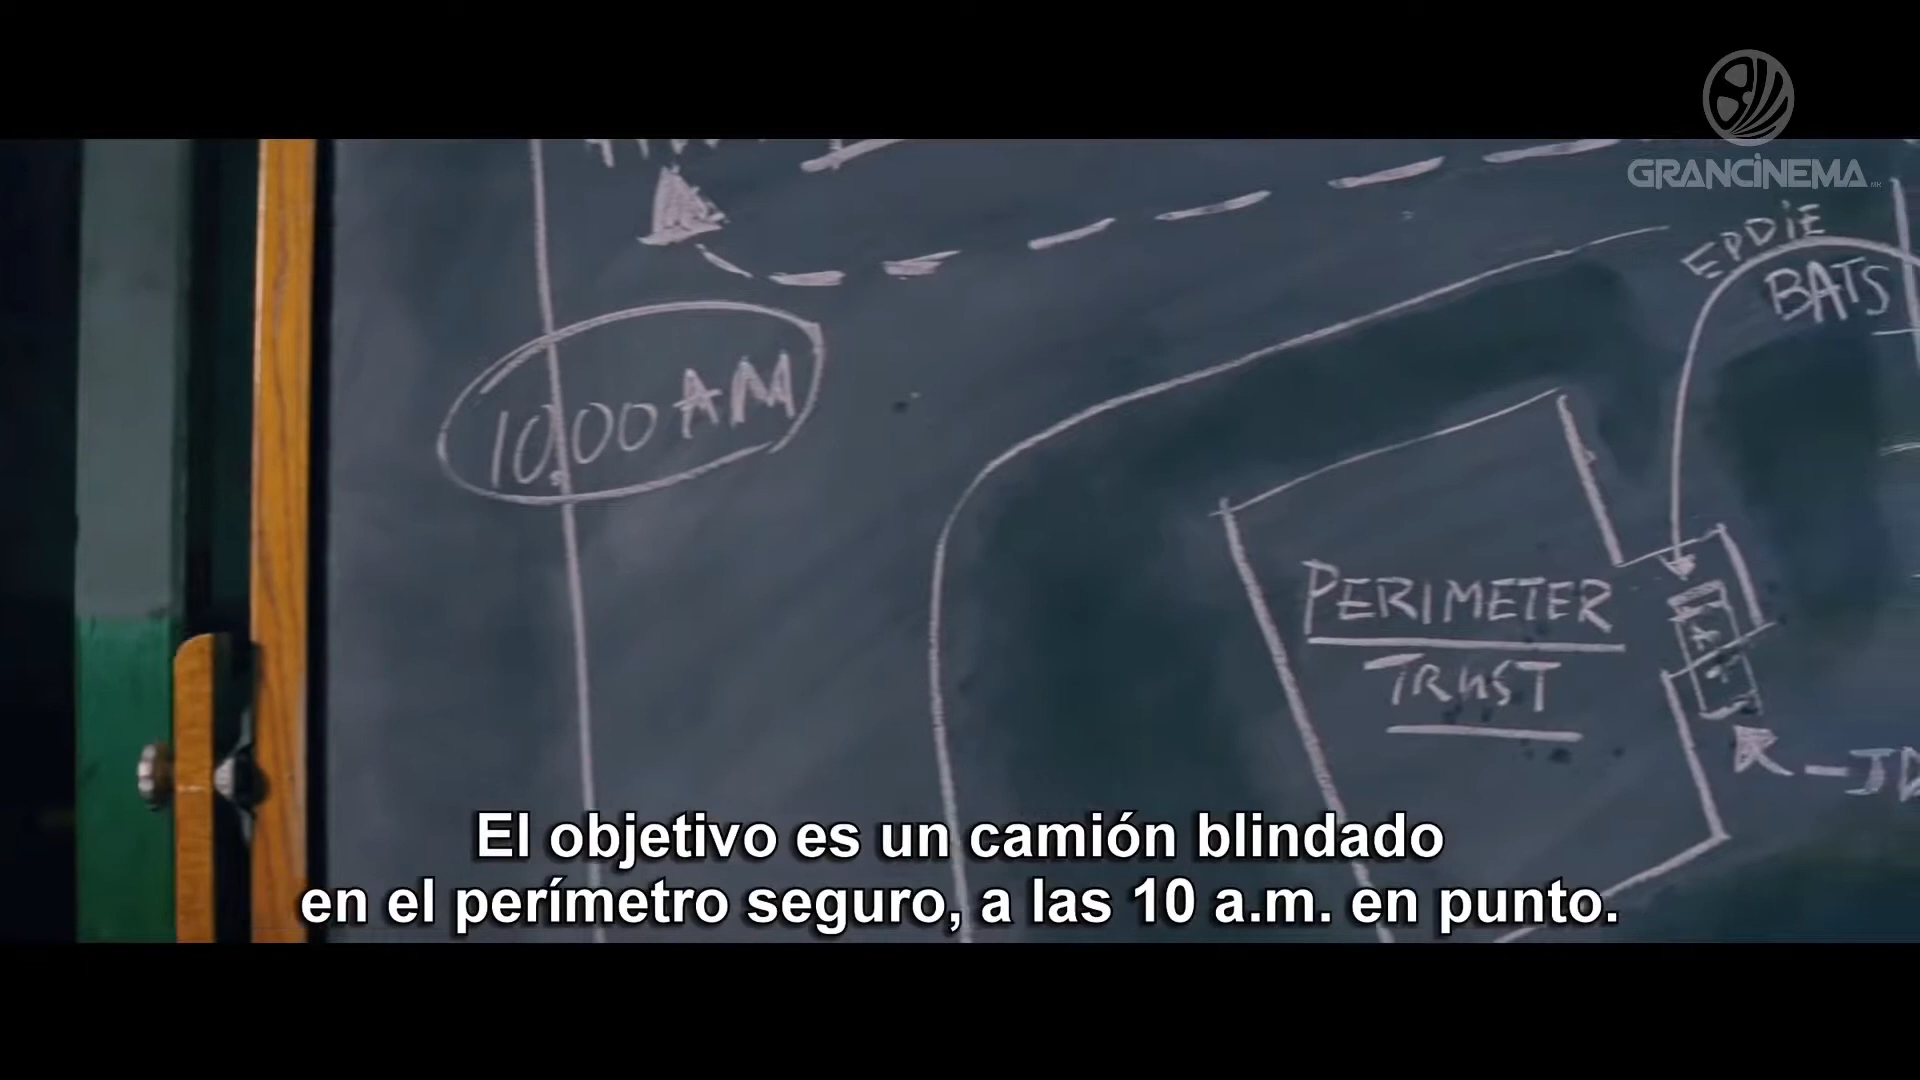 GRANCINEMA
EDDIE
BATS
10:00 AM
PERIMETER
TRUST
El objetivo es un camión blindado
en el perímetro seguro, a las 10 a.m. en punto.